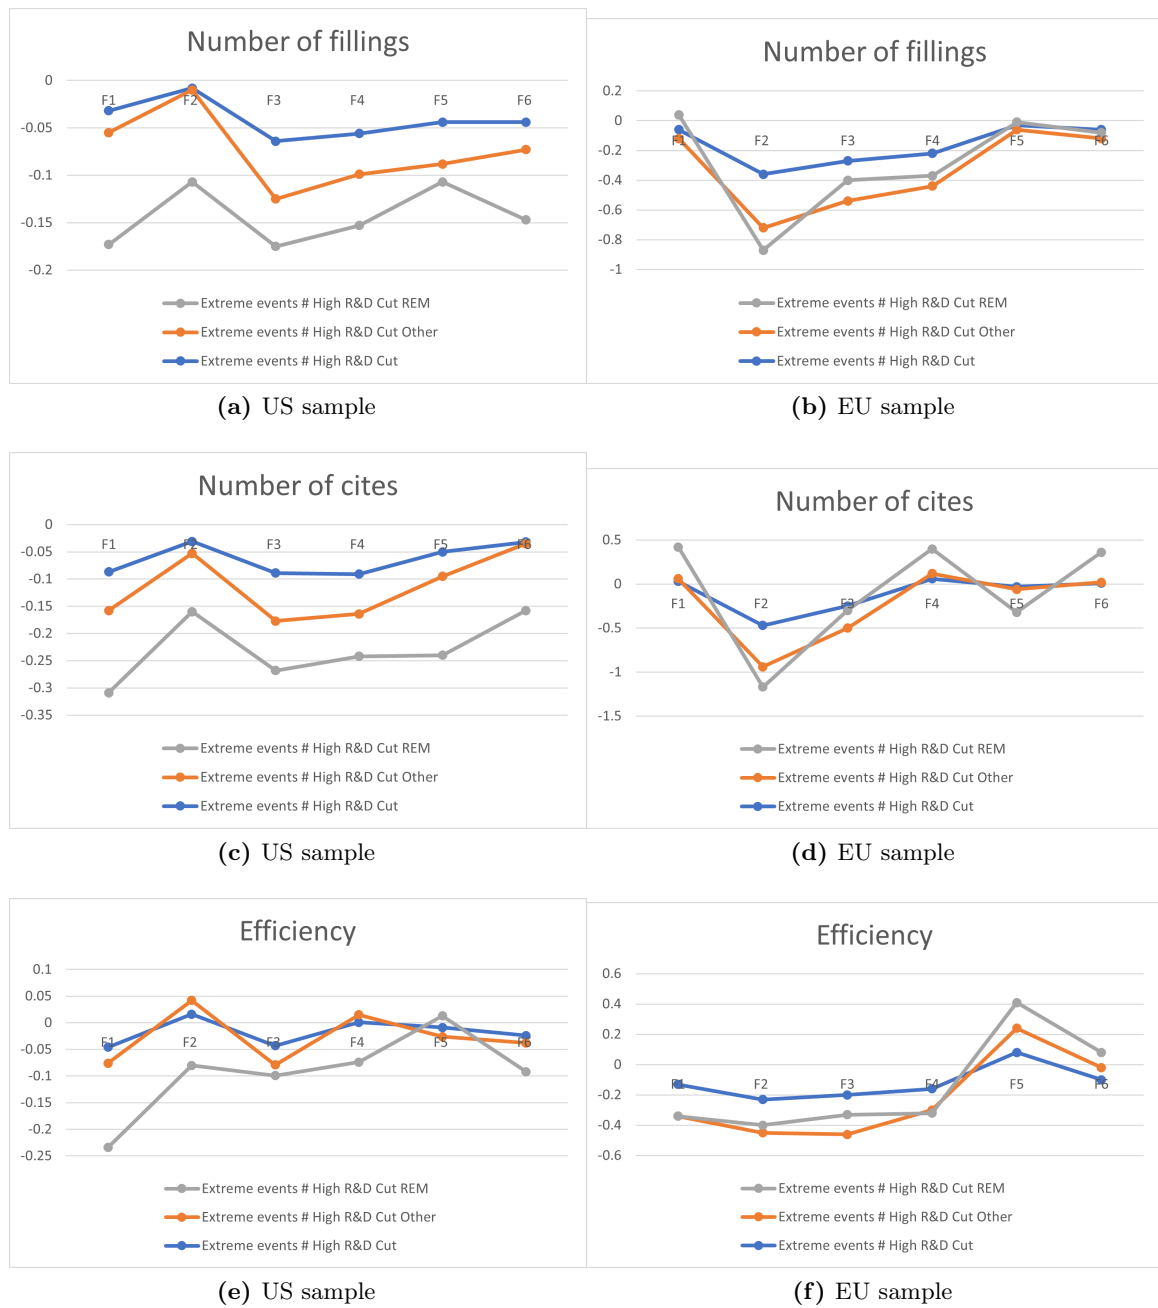 Number of fillings
0
-0.05
-0.1
-0.15
-0.2
F1 F2 F3 F4 F5 F6
Extreme events # High R&D Cut REM
Extreme events # High R&D Cut Other
Extreme events # High R&D Cut
(a) US sample
Number of fillings
0.2
0
-0.2
-0.4
-0.6
-0.8
-1
F1 F2 F3 F4 F5 F6
Extreme events # High R&D Cut REM
Extreme events # High R&D Cut Other
Extreme events # High R&D Cut
(b) EU sample
Number of cites
0
-0.05
-0.1
-0.15
-0.2
-0.25
-0.3
-0.35
F1 F2 F3 F4 F5 F6
Extreme events # High R&D Cut REM
Extreme events # High R&D Cut Other
Extreme events # High R&D Cut
(c) US sample
Number of cites
0.5
0
-0.5
-1
-1.5
F1 F2 F3 F4 F5 F6
Extreme events # High R&D Cut REM
Extreme events # High R&D Cut Other
Extreme events # High R&D Cut
(d) EU sample
Efficiency
0.1
0.05
0
-0.05
-0.1
-0.15
-0.2
-0.25
F1 F2 F3 F4 F5 F6
Extreme events # High R&D Cut REM
Extreme events # High R&D Cut Other
Extreme events # High R&D Cut
(e) US sample
Efficiency
0.6
0.4
0.2
0
-0.2
-0.4
-0.6
F1 F2 F3 F4 F5 F6
Extreme events # High R&D Cut REM
Extreme events # High R&D Cut Other
Extreme events # High R&D Cut
(f) EU sample